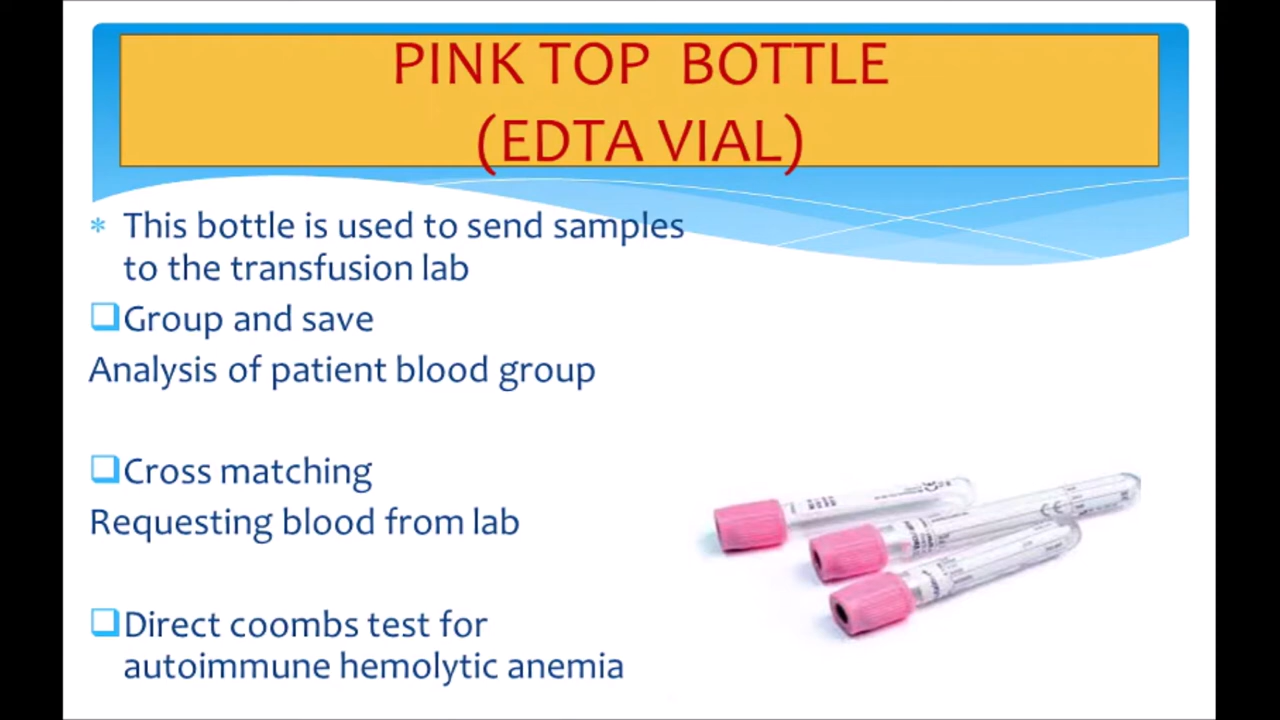 PINK TOP BOTTLE
(EDTA VIAL)
* This bottle is used to send samples
to the transfusion lab
❑Group and save
Analysis of patient blood group
❑Cross matching
Requesting blood from lab
❑Direct coombs test for
autoimmune hemolytic anemia